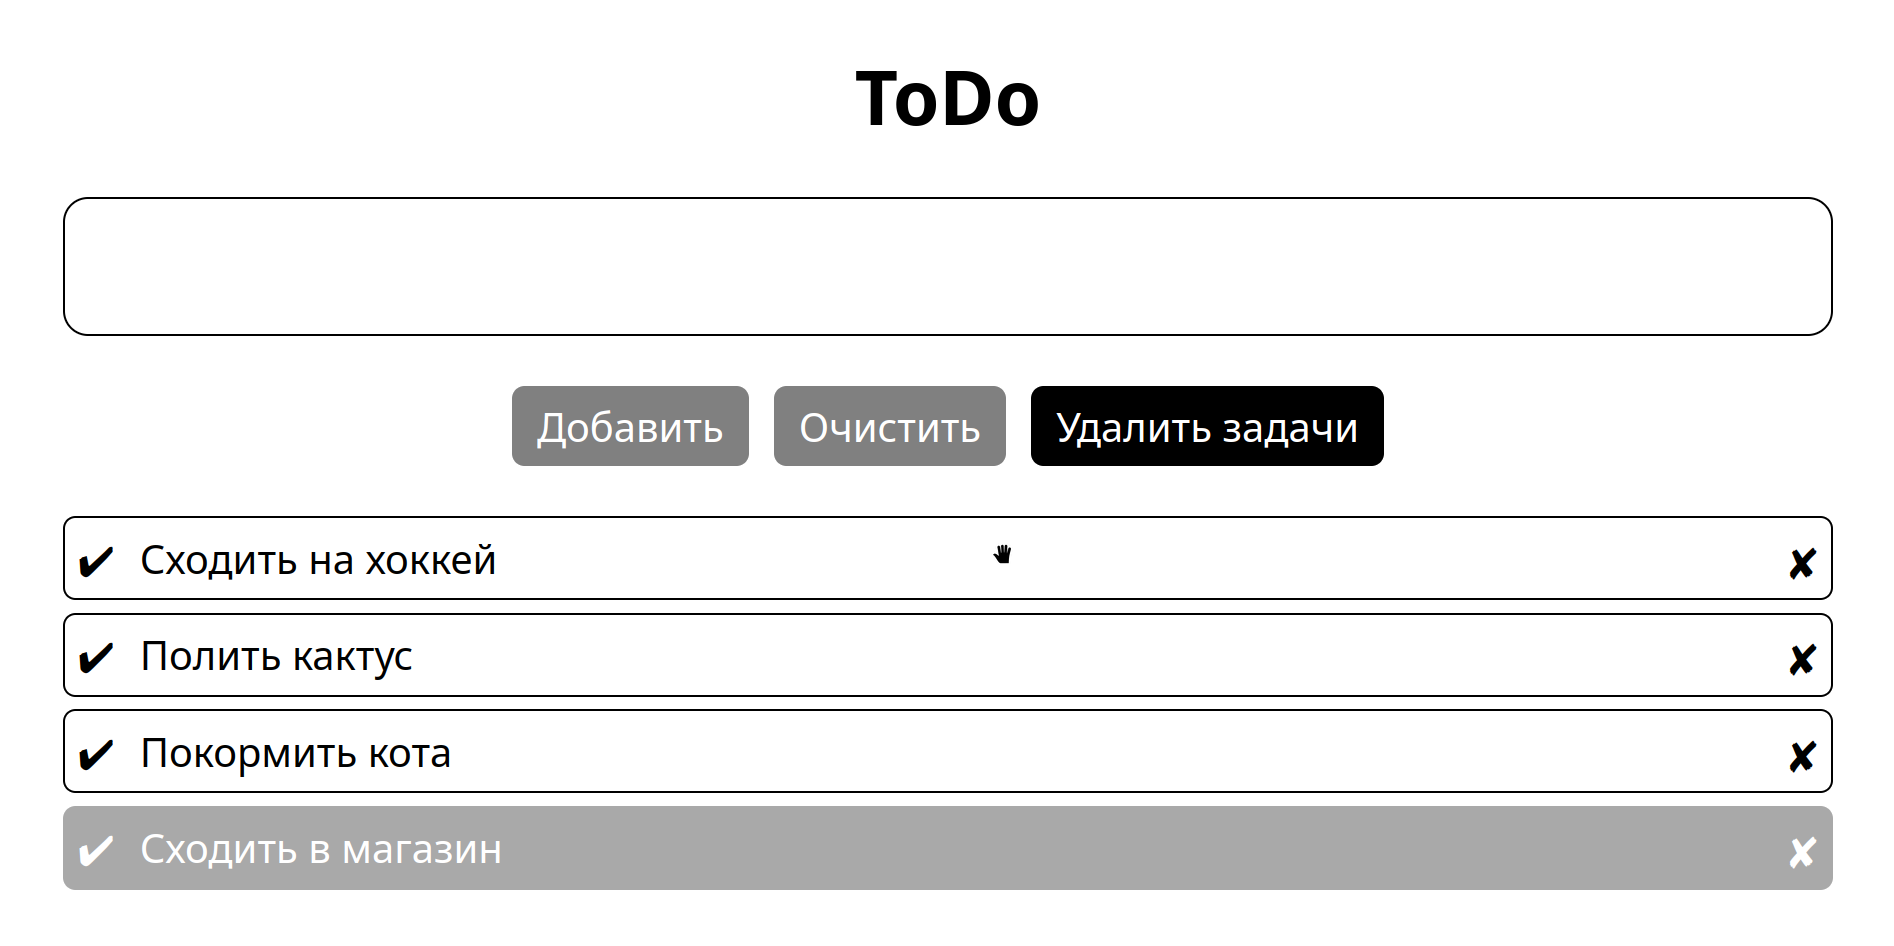 ToDo
Добавить Очистить Удалить задачи
✔ Сходить на хоккей ✘
✔ Полить кактус ✘
✔ Покормить кота ✘
✔ Сходить в магазин ✘